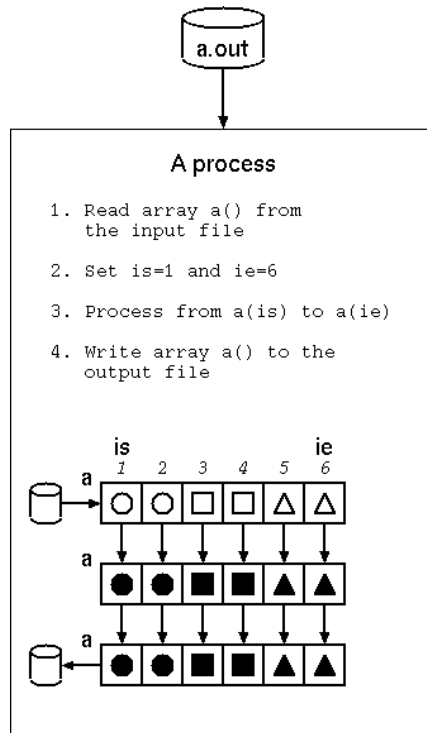 a.out
A process
1. Read array a() from
the input file
2. Set is=1 and ie=6
3. Process from a(is) to a(ie)
4. Write array a() to the
output file
is ie
1 2 3 4 5 6
a
a
a